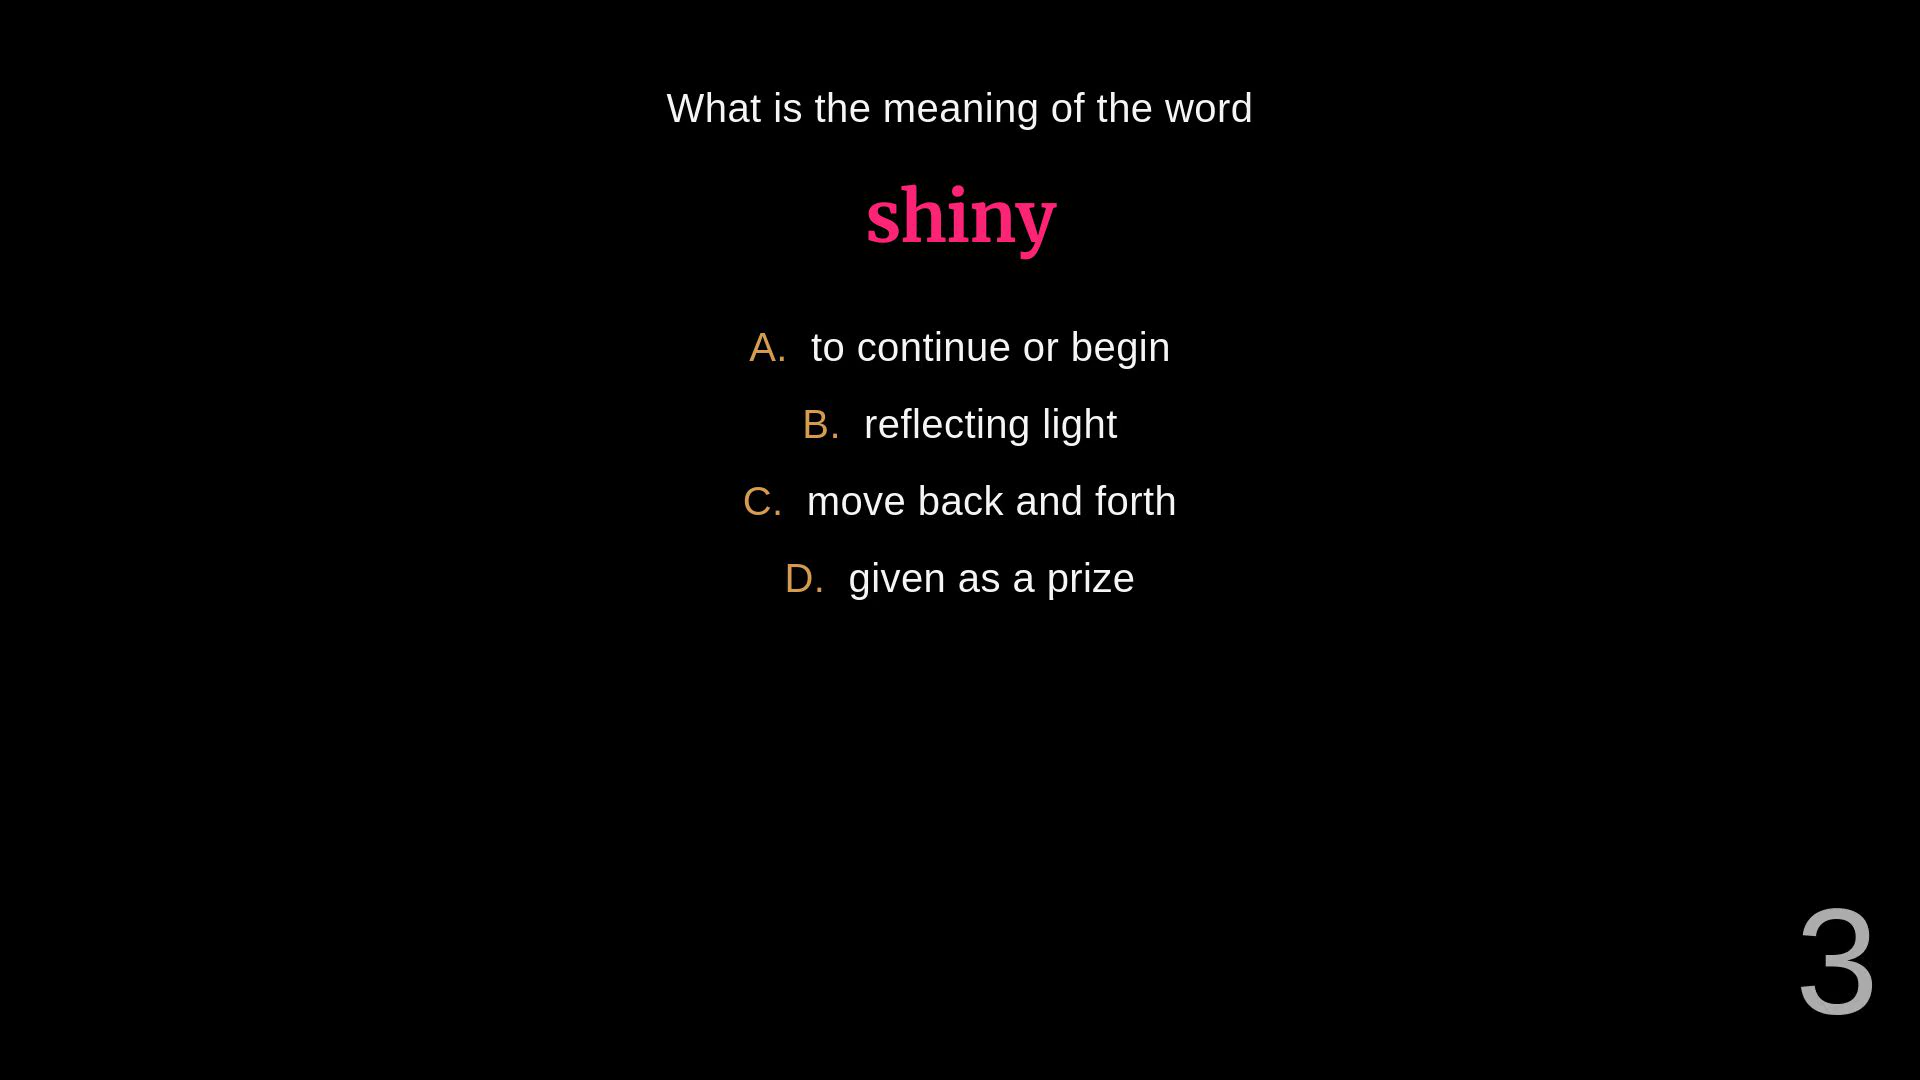 What is the meaning of the word
shiny
A. to continue or begin
B. reflecting light
C. move back and forth
D. given as a prize
3